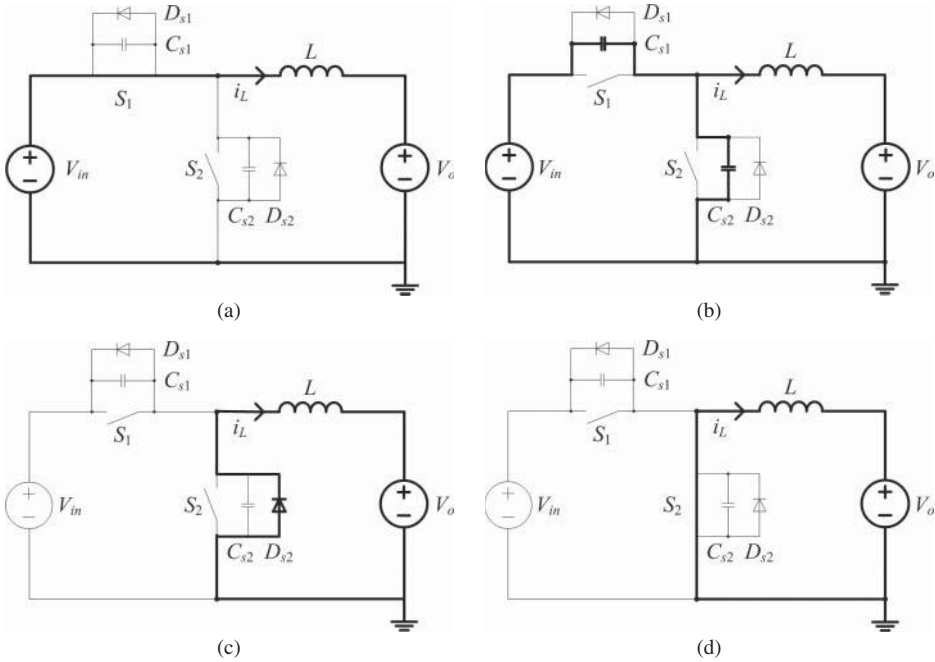 D_{s1}
C_{s1}
L
i_L
S_1
V_{in}
S_2
V_o
C_{s2} D_{s2}
+
−
+
−
(a)
D_{s1}
C_{s1}
L
i_L
S_1
V_{in}
S_2
V_o
C_{s2} D_{s2}
+
−
+
−
(b)
D_{s1}
C_{s1}
L
i_L
S_1
V_{in}
S_2
V_o
C_{s2} D_{s2}
+
−
+
−
(c)
D_{s1}
C_{s1}
L
i_L
S_1
V_{in}
S_2
V_o
C_{s2} D_{s2}
+
−
+
−
(d)